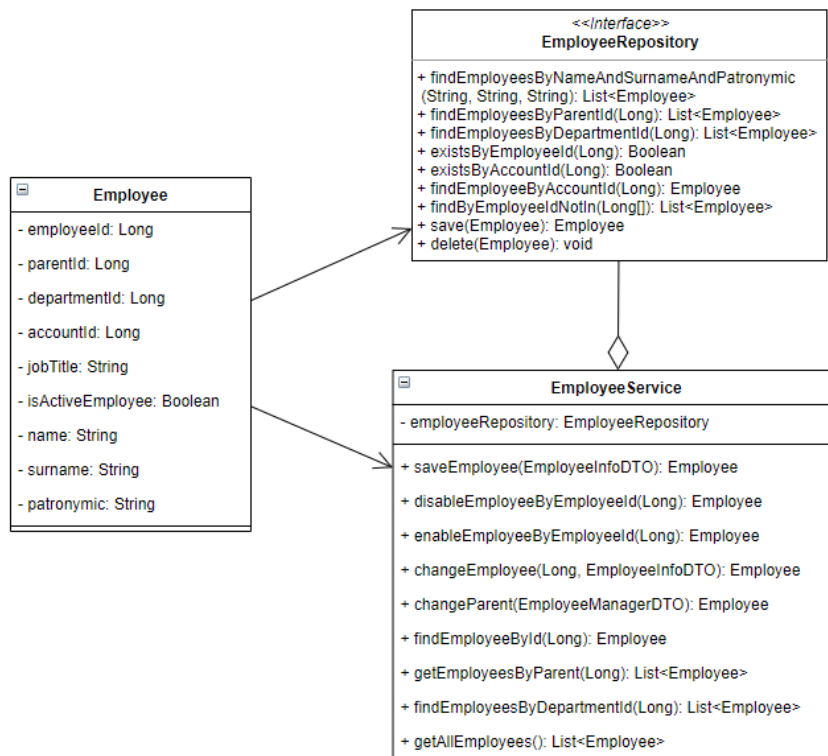 <<Interface>>
EmployeeRepository
+ findEmployeesByNameAndSurnameAndPatronymic
(String, String, String): List<Employee>
+ findEmployeesByParentId(Long): List<Employee>
+ findEmployeesByDepartmentId(Long): List<Employee>
+ existsByEmployeeId(Long): Boolean
+ existsByAccountId(Long): Boolean
+ findEmployeeByAccountId(Long): Employee
+ findByEmployeeIdNotIn(Long[]): List<Employee>
+ save(Employee): Employee
+ delete(Employee): void
Employee
- employeeId: Long
- parentId: Long
- departmentId: Long
- accountId: Long
- jobTitle: String
- isActiveEmployee: Boolean
- name: String
- surname: String
- patronymic: String
EmployeeService
- employeeRepository: EmployeeRepository
+ saveEmployee(EmployeeInfoDTO): Employee
+ disableEmployeeByEmployeeId(Long): Employee
+ enableEmployeeByEmployeeId(Long): Employee
+ changeEmployee(Long, EmployeeInfoDTO): Employee
+ changeParent(EmployeeManagerDTO): Employee
+ findEmployeeById(Long): Employee
+ getEmployeesByParent(Long): List<Employee>
+ findEmployeesByDepartmentId(Long): List<Employee>
+ getAllEmployees(): List<Employee>